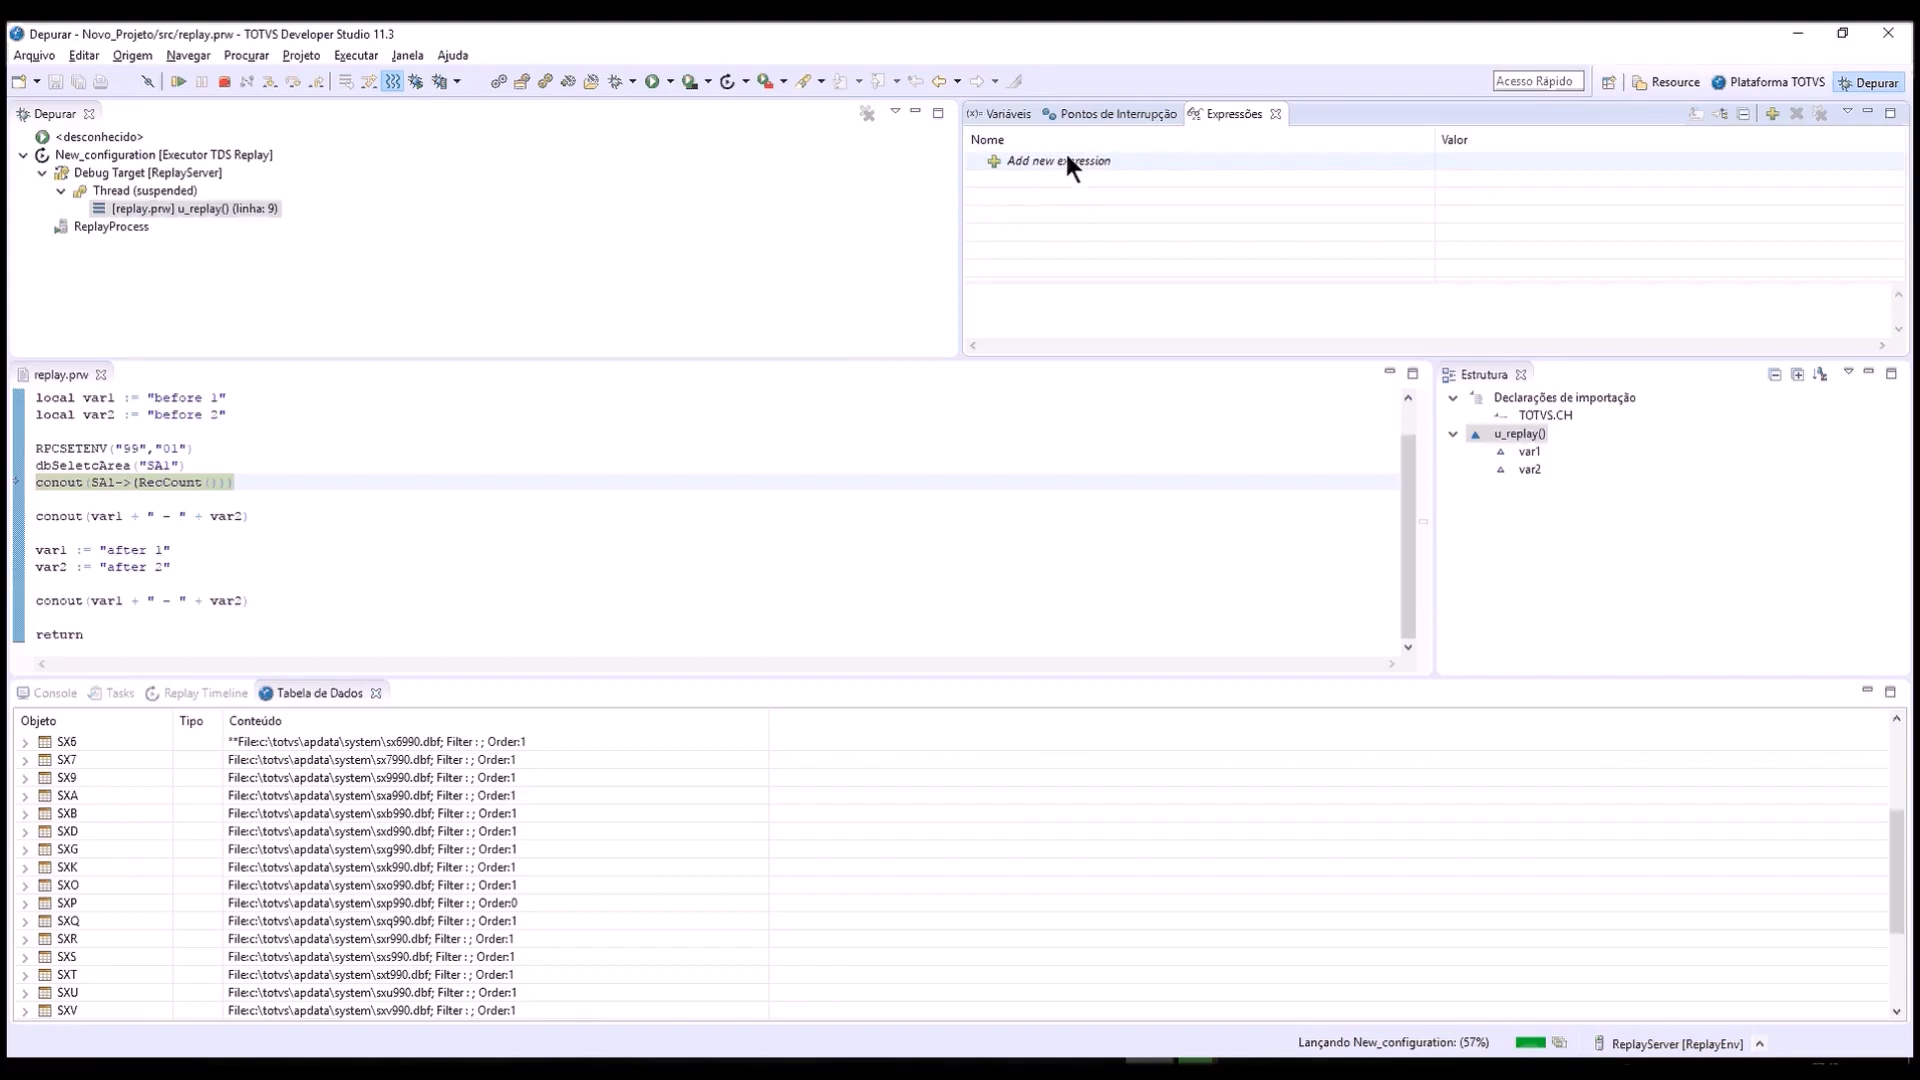 Depurar - Novo_Projeto/src/replay.prw - TOTVS Developer Studio 11.3
Arquivo Editar Origem Navegar Procurar Projeto Executar Janela Ajuda
Acesso Rápido Resource Plataforma TOTVS Depurar
Depurar
<desconhecido>
New_configuration [Executor TDS Replay]
Debug Target [ReplayServer]
Thread (suspended)
[replay.prw] u_replay() (linha: 9)
ReplayProcess
(x)= Variáveis Pontos de Interrupção Expressões
Nome Valor
Add new expression
replay.prw
local var1 := "before 1"
local var2 := "before 2"
RPCSETENV("99","01")
dbSeletcArea("SA1")
conout(SA1->(RecCount()))
conout(var1 + " - " + var2)
var1 := "after 1"
var2 := "after 2"
conout(var1 + " - " + var2)
return
Estrutura
Declarações de importação
TOTVS.CH
u_replay()
var1
var2
Console Tasks Replay Timeline Tabela de Dados
Objeto Tipo Conteúdo
SX6 **File:c:\totvs\apdata\system\sx6990.dbf; Filter : ; Order:1
SX7 File:c:\totvs\apdata\system\sx7990.dbf; Filter : ; Order:1
SX9 File:c:\totvs\apdata\system\sx9990.dbf; Filter : ; Order:1
SXA File:c:\totvs\apdata\system\sxa990.dbf; Filter : ; Order:1
SXB File:c:\totvs\apdata\system\sxb990.dbf; Filter : ; Order:1
SXD File:c:\totvs\apdata\system\sxd990.dbf; Filter : ; Order:1
SXG File:c:\totvs\apdata\system\sxg990.dbf; Filter : ; Order:1
SXK File:c:\totvs\apdata\system\sxk990.dbf; Filter : ; Order:1
SXO File:c:\totvs\apdata\system\sxo990.dbf; Filter : ; Order:1
SXP File:c:\totvs\apdata\system\sxp990.dbf; Filter : ; Order:0
SXQ File:c:\totvs\apdata\system\sxq990.dbf; Filter : ; Order:1
SXR File:c:\totvs\apdata\system\sxr990.dbf; Filter : ; Order:1
SXS File:c:\totvs\apdata\system\sxs990.dbf; Filter : ; Order:1
SXT File:c:\totvs\apdata\system\sxt990.dbf; Filter : ; Order:1
SXU File:c:\totvs\apdata\system\sxu990.dbf; Filter : ; Order:1
SXV File:c:\totvs\apdata\system\sxv990.dbf; Filter : ; Order:1
Lançando New_configuration: (57%) ReplayServer [ReplayEnv]